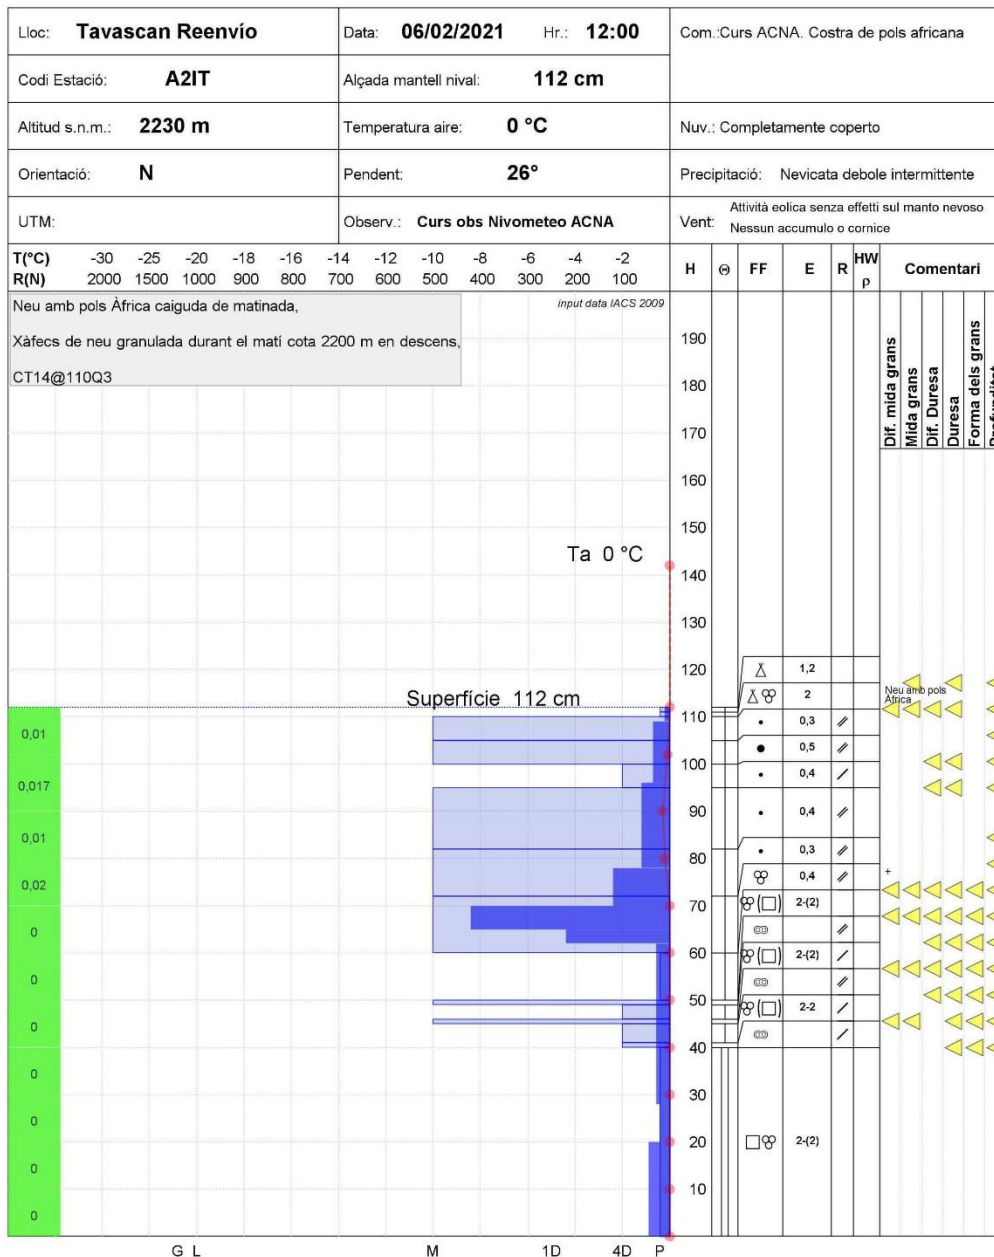 Lloc: Tavascan Reenvío Data: 06/02/2021 Hr.: 12:00 Com.:Curs ACNA. Costra de pols africana
Codi Estació: A2IT Alçada mantell nival: 112 cm
Altitud s.n.m.: 2230 m Temperatura aire: 0 °C Nuv.: Completamente coperto
Orientació: N Pendent: 26° Precipitació: Nevicata debole intermittente
UTM: Observ.: Curs obs Nivometeo ACNA Vent: Attività eolica senza effetti sul manto nevoso
Nessun accumulo o cornice
T(°C) -30 -25 -20 -18 -16 -14 -12 -10 -8 -6 -4 -2
R(N) 2000 1500 1000 900 800 700 600 500 400 300 200 100
H Θ FF E R HW ρ Comentari
Neu amb pols Àfrica caiguda de matinada,
Xàfecs de neu granulada durant el matí cota 2200 m en descens,
CT14@110Q3
input data IACS 2009
Dif. mida grans
Mida grans
Dif. Duresa
Duresa
Forma dels grans
190
180
170
160
150
140
130
120
110
100
90
80
70
60
50
40
30
20
10
Ta 0 °C
Superfície 112 cm
0,01
0,017
0,01
0,02
0
0
0
0
0
0
0
1,2
2
0,3
0,5
0,4
0,4
0,3
0,4
2-(2)
2-(2)
2-2
2-(2)
Neu amb pols
Àfrica
+
G L M 1D 4D P